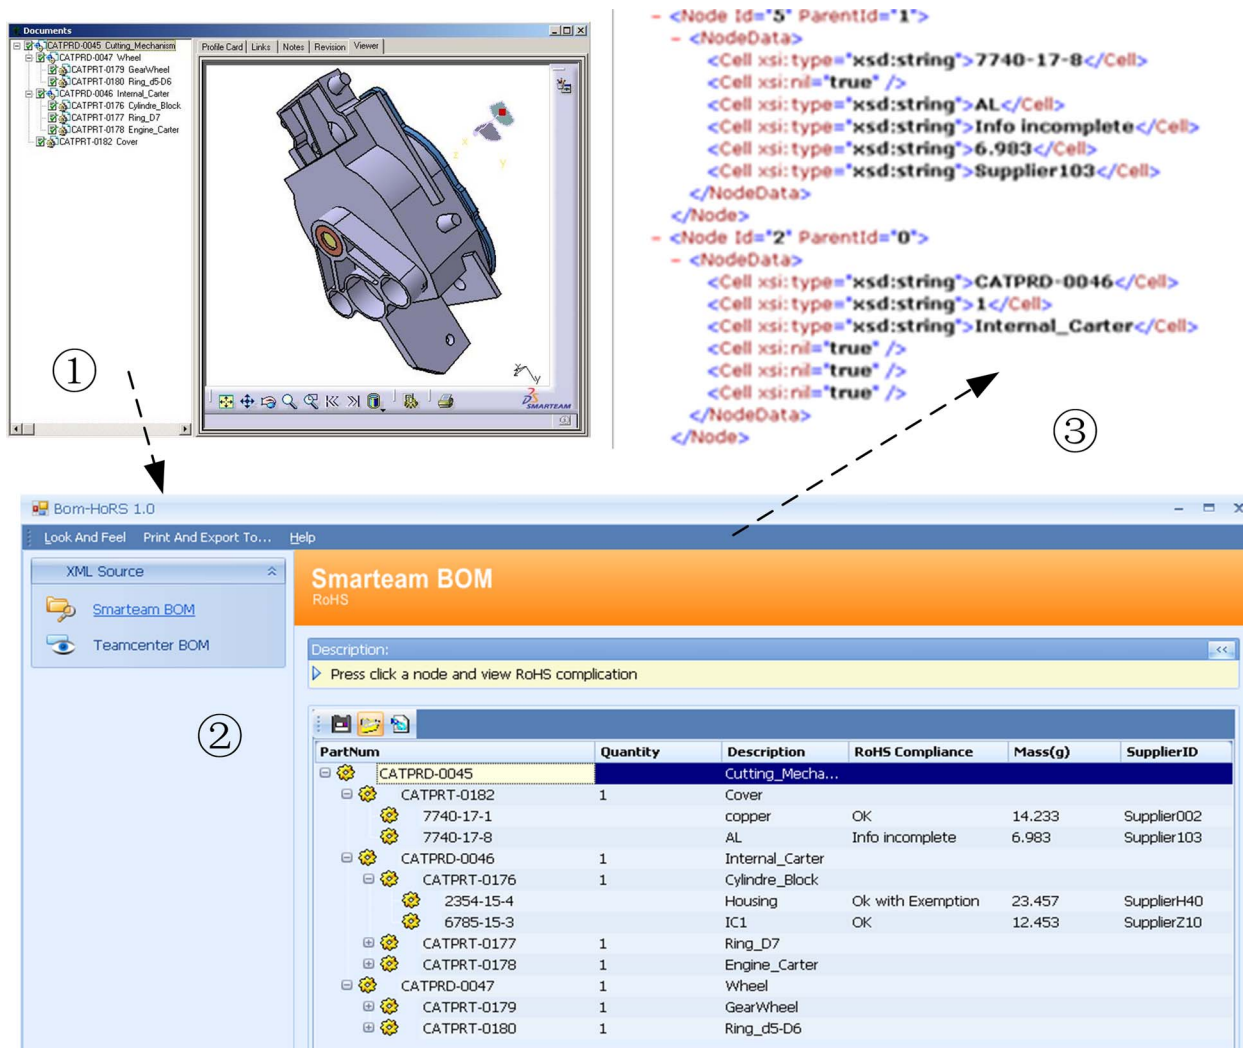 Documents
CATPRD-0045 Cutting_Mechanism
CATPRD-0047 Wheel
CATPRT-0179 GearWheel
CATPRT-0180 Ring_d5-D6
CATPRD-0046 Internal_Carter
CATPRT-0176 Cylindre_Block
CATPRT-0177 Ring_D7
CATPRT-0178 Engine_Carter
CATPRT-0182 Cover
Profile Card Links Notes Revision Viewer
x
z
y
y
SMARTEAM
①
- <Node Id="5" ParentId="1">
- <NodeData>
<Cell xsi:type="xsd:string">7740-17-8</Cell>
<Cell xsi:nil="true" />
<Cell xsi:type="xsd:string">AL</Cell>
<Cell xsi:type="xsd:string">Info incomplete</Cell>
<Cell xsi:type="xsd:string">6.983</Cell>
<Cell xsi:type="xsd:string">Supplier103</Cell>
</NodeData>
</Node>
- <Node Id="2" ParentId="0">
- <NodeData>
<Cell xsi:type="xsd:string">CATPRD-0046</Cell>
<Cell xsi:type="xsd:string">1</Cell>
<Cell xsi:type="xsd:string">Internal_Carter</Cell>
<Cell xsi:nil="true" />
<Cell xsi:nil="true" />
<Cell xsi:nil="true" />
</NodeData>
</Node>
③
Bom-HoRS 1.0
Look And Feel Print And Export To... Help
XML Source
Smarteam BOM
Teamcenter BOM
②
Smarteam BOM
RoHS
Description:
Press click a node and view RoHS complication
PartNum Quantity Description RoHS Compliance Mass(g) SupplierID
CATPRD-0045 Cutting_Mecha...
CATPRT-0182 1 Cover
7740-17-1 copper OK 14.233 Supplier002
7740-17-8 AL Info incomplete 6.983 Supplier103
CATPRD-0046 1 Internal_Carter
CATPRT-0176 1 Cylindre_Block
2354-15-4 Housing Ok with Exemption 23.457 SupplierH40
6785-15-3 IC1 OK 12.453 SupplierZ10
CATPRT-0177 1 Ring_D7
CATPRT-0178 1 Engine_Carter
CATPRD-0047 1 Wheel
CATPRT-0179 1 GearWheel
CATPRT-0180 1 Ring_d5-D6